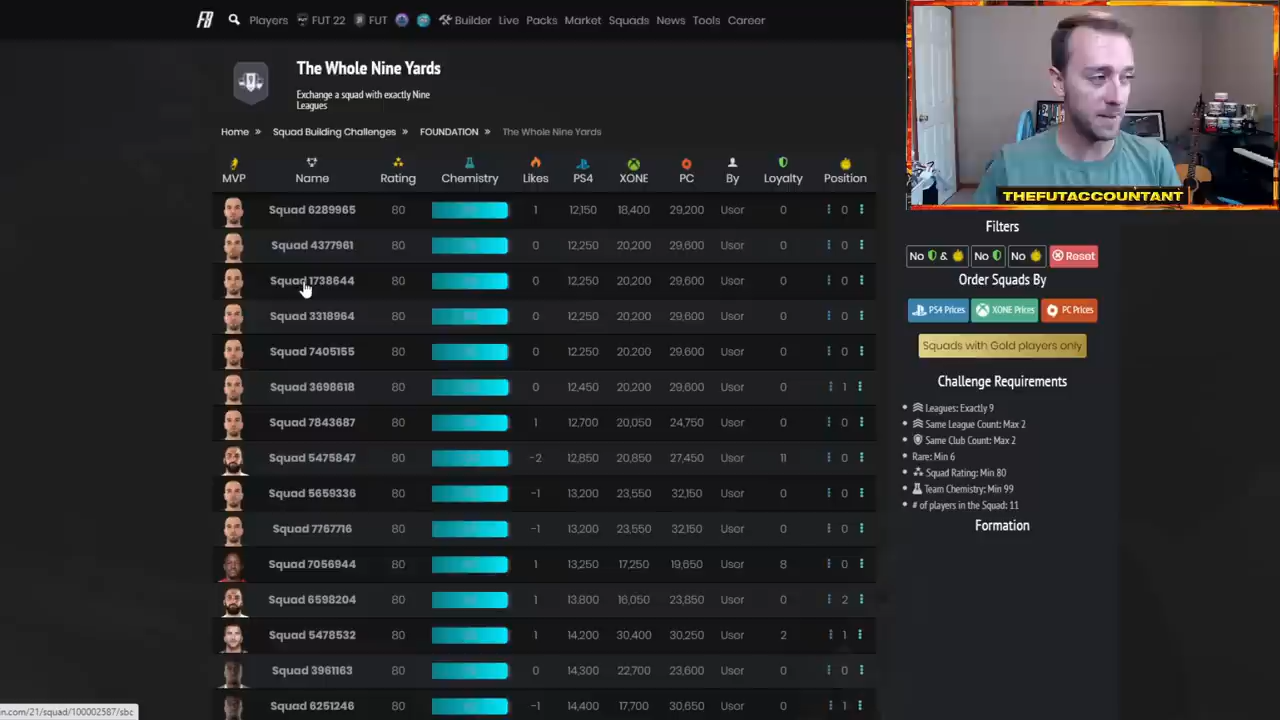 FB Players FUT 22 FUT Builder Live Packs Market Squads News Tools Career
The Whole Nine Yards
Exchange a squad with exactly Nine
Leagues
Home » Squad Building Challenges » FOUNDATION » The Whole Nine Yards
MVP Name Rating Chemistry Likes PS4 XONE PC By Loyalty Position
80 1 12,150 18,400 29,200 User 0 0
Squad 4377961 80 0 12,250 20,200 29,600 User 0 0
Squad 1738644 80 0 12,250 20,200 29,600 User 0 0
Squad 3318964 80 0 12,250 20,200 29,600 User 0 0
80 0 12,250 20,200 29,600 User 0 0
Squad 3698618 80 0 12,450 20,200 29,600 User 0 1
Squad 7843687 80 1 12,700 20,050 24,750 User 0 0
Squad 5475847 80 -2 12,850 20,850 27,450 User 11 0
Squad 5659336 80 -1 13,200 23,550 32,150 User 0 0
Squad 7767716 80 -1 13,200 23,550 32,150 User 0 0
Squad 7056944 80 1 13,250 17,250 19,650 User 8 0
Squad 6598204 80 1 13,800 16,050 23,850 User 0 2
Squad 5478532 80 1 14,200 30,400 30,250 User 2 1
Squad 3961163 80 0 14,300 22,700 23,600 User 0 0
Squad 6251246 80 -1 14,400 17,700 30,650 User 0 1
THEFUTACCOUNTANT
Filters
No & No No Reset
Order Squads By
PS4 Prices XONE Prices PC Prices
Squads with Gold players only
Challenge Requirements
Leagues: Exactly 9
Same League Count: Max 2
Same Club Count: Max 2
Rare: Min 6
Squad Rating: Min 80
Team Chemistry: Min 99
# of players in the Squad: 11
Formation
in.com/21/squad/100002587/sbc